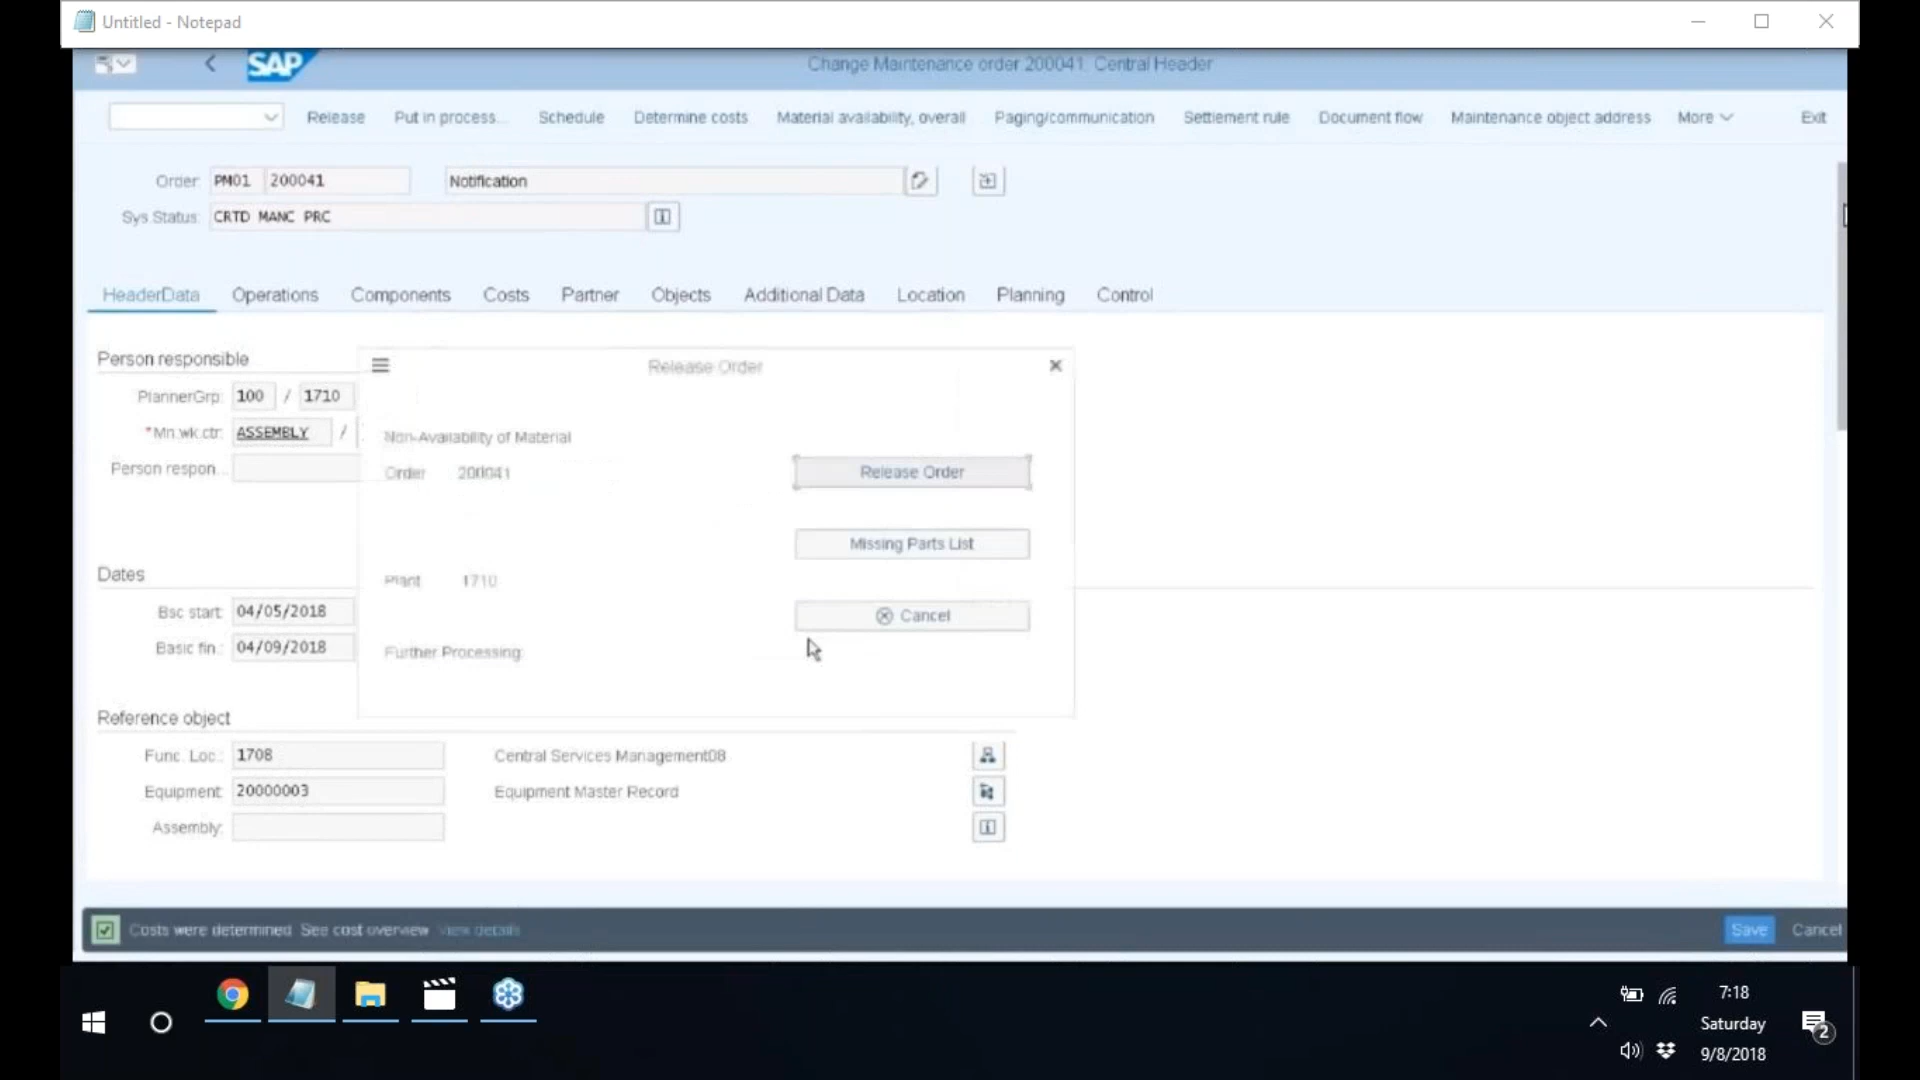 Untitled - Notepad
SAP
Change Maintenance order 200041: Central Header
Release Put in process... Schedule Determine costs Material availability, overall Paging/communication Settlement rule Document flow Maintenance object address More Exit
Order: PM01 200041 Notification
Sys Status: CRTD MANC PRC
HeaderData Operations Components Costs Partner Objects Additional Data Location Planning Control
Person responsible
PlannerGrp: 100 / 1710
*Mn.wk.ctr: ASSEMBLY /
Person respon...
Release Order
Non-Availability of Material
Order 200041
Release Order
Missing Parts List
Plant 1710
Cancel
Further Processing:
Dates
Bsc start: 04/05/2018
Basic fin.: 04/09/2018
Reference object
Func. Loc.: 1708 Central Services Management08
Equipment: 20000003 Equipment Master Record
Assembly:
Costs were determined See cost overview View details
Save Cancel
7:18
Saturday
9/8/2018
2